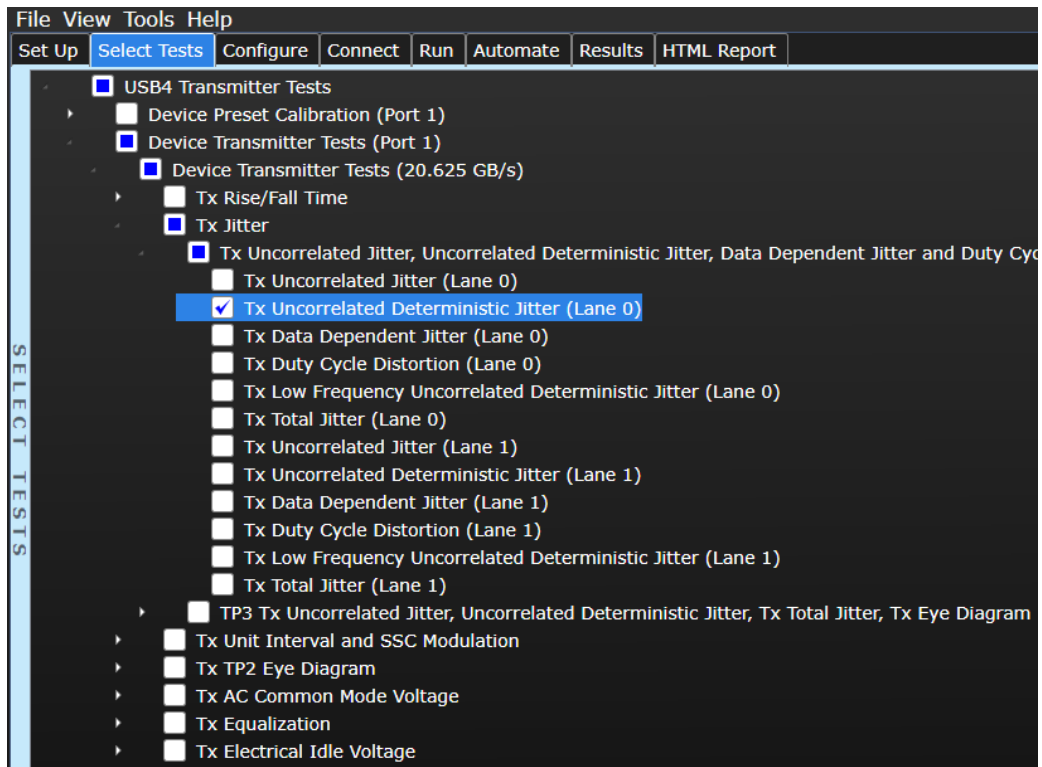 File View Tools Help
Set Up Select Tests Configure Connect Run Automate Results HTML Report
USB4 Transmitter Tests
Device Preset Calibration (Port 1)
Device Transmitter Tests (Port 1)
Device Transmitter Tests (20.625 GB/s)
Tx Rise/Fall Time
Tx Jitter
Tx Uncorrelated Jitter, Uncorrelated Deterministic Jitter, Data Dependent Jitter and Duty Cyc
Tx Uncorrelated Jitter (Lane 0)
Tx Uncorrelated Deterministic Jitter (Lane 0)
Tx Data Dependent Jitter (Lane 0)
Tx Duty Cycle Distortion (Lane 0)
Tx Low Frequency Uncorrelated Deterministic Jitter (Lane 0)
Tx Total Jitter (Lane 0)
Tx Uncorrelated Jitter (Lane 1)
Tx Uncorrelated Deterministic Jitter (Lane 1)
Tx Data Dependent Jitter (Lane 1)
Tx Duty Cycle Distortion (Lane 1)
Tx Low Frequency Uncorrelated Deterministic Jitter (Lane 1)
Tx Total Jitter (Lane 1)
TP3 Tx Uncorrelated Jitter, Uncorrelated Deterministic Jitter, Tx Total Jitter, Tx Eye Diagram
Tx Unit Interval and SSC Modulation
Tx TP2 Eye Diagram
Tx AC Common Mode Voltage
Tx Equalization
Tx Electrical Idle Voltage
SELECT TESTS